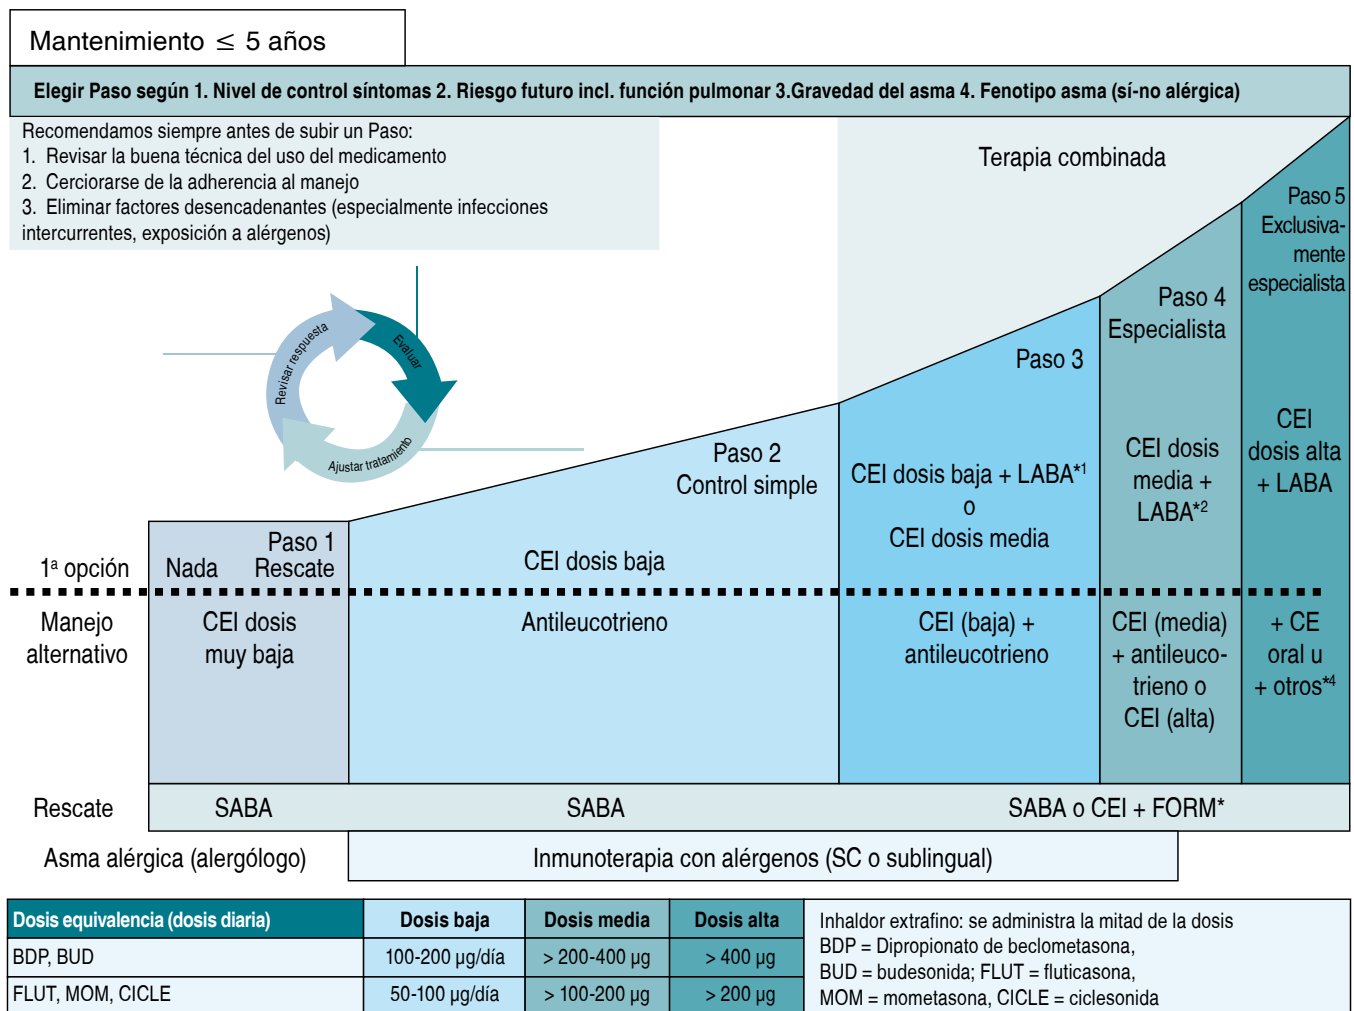 Mantenimiento ≤ 5 años
Elegir Paso según 1. Nivel de control síntomas 2. Riesgo futuro incl. función pulmonar 3.Gravedad del asma 4. Fenotipo asma (sí-no alérgica)
Recomendamos siempre antes de subir un Paso:
1. Revisar la buena técnica del uso del medicamento
2. Cerciorarse de la adherencia al manejo
3. Eliminar factores desencadenantes (especialmente infecciones
intercurrentes, exposición a alérgenos)
Terapia combinada
Revisar respuesta
Evaluar
Ajustar tratamiento
1ª opción
Manejo
alternativo
Paso 1
Nada Rescate
CEI dosis
muy baja
Paso 2
Control simple
CEI dosis baja
Antileucotrieno
Paso 3
CEI dosis baja + LABA*1
o
CEI dosis media
CEI (baja) +
antileucotrieno
Paso 4
Especialista
CEI dosis
media +
LABA*2
CEI (media)
+ antileuco-
trieno o
CEI (alta)
Paso 5
Exclusiva-
mente
especialista
CEI
dosis alta
+ LABA
+ CE
oral u
+ otros*4
Rescate SABA SABA SABA o CEI + FORM*
Asma alérgica (alergólogo) Inmunoterapia con alérgenos (SC o sublingual)
Dosis equivalencia (dosis diaria) Dosis baja Dosis media Dosis alta
BDP, BUD 100-200 µg/día > 200-400 µg > 400 µg
FLUT, MOM, CICLE 50-100 µg/día > 100-200 µg > 200 µg
Inhaldor extrafino: se administra la mitad de la dosis
BDP = Dipropionato de beclometasona,
BUD = budesonida; FLUT = fluticasona,
MOM = mometasona, CICLE = ciclesonida